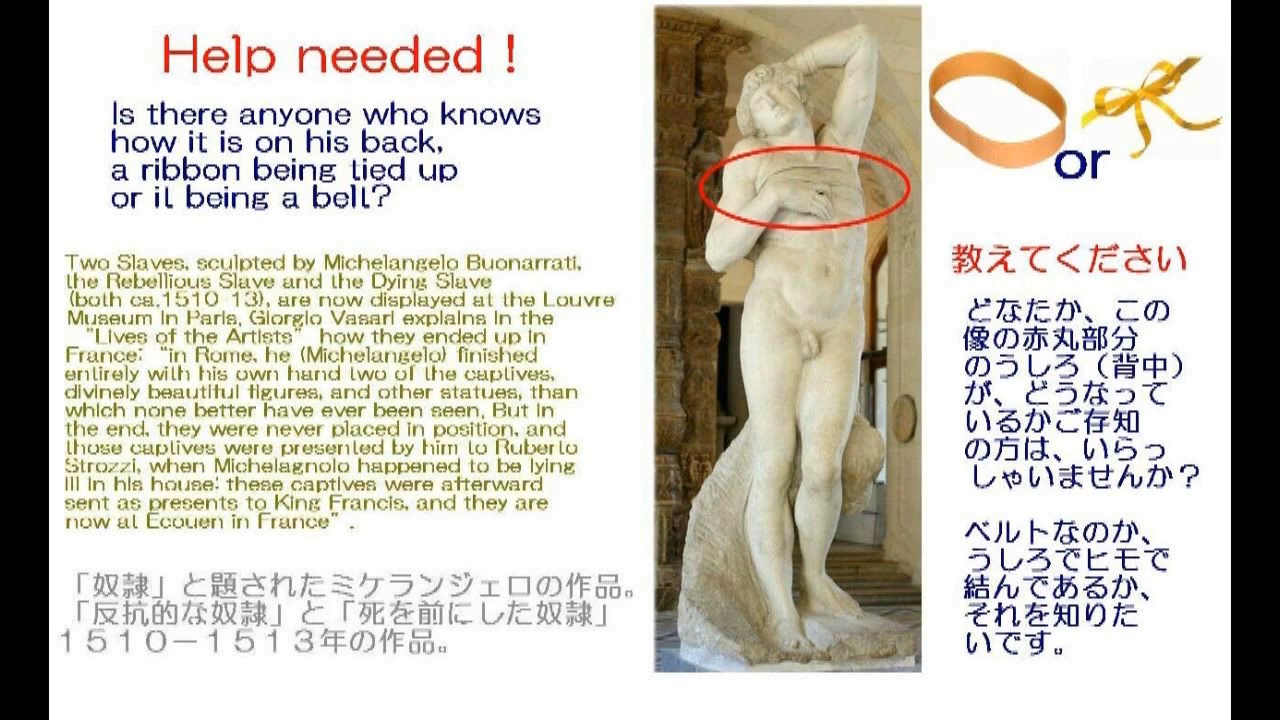 Help needed !
Is there anyone who knows
how it is on his back,
a ribbon being tied up
or it being a belt?
Two Slaves, sculpted by Michelangelo Buonarrati,
the Rebellious Slave and the Dying Slave
(both ca.1510 13), are now displayed at the Louvre
Museum in Paris, Giorgio Vasari explains in the
“Lives of the Artists” how they ended up in
France: “in Rome, he (Michelangelo) finished
entirely with his own hand two of the captives,
divinely beautiful figures, and other statues, than
which none better have ever been seen, But in
the end, they were never placed in position, and
those captives were presented by him to Ruberto
Strozzi, when Michelagnolo happened to be lying
ill in his house: these captives were afterward
sent as presents to King Francis, and they are
now at Ecouen in France”.
「奴隷」と題されたミケランジェロの作品。
「反抗的な奴隷」と「死を前にした奴隷」
１５１０－１５１３年の作品。
or
教えてください
どなたか、この
像の赤丸部分
のうしろ（背中）
が、どうなって
いるかご存知
の方は、いらっ
しゃいませんか？
ベルトなのか、
うしろでヒモで
結んであるか、
それを知りた
いです。